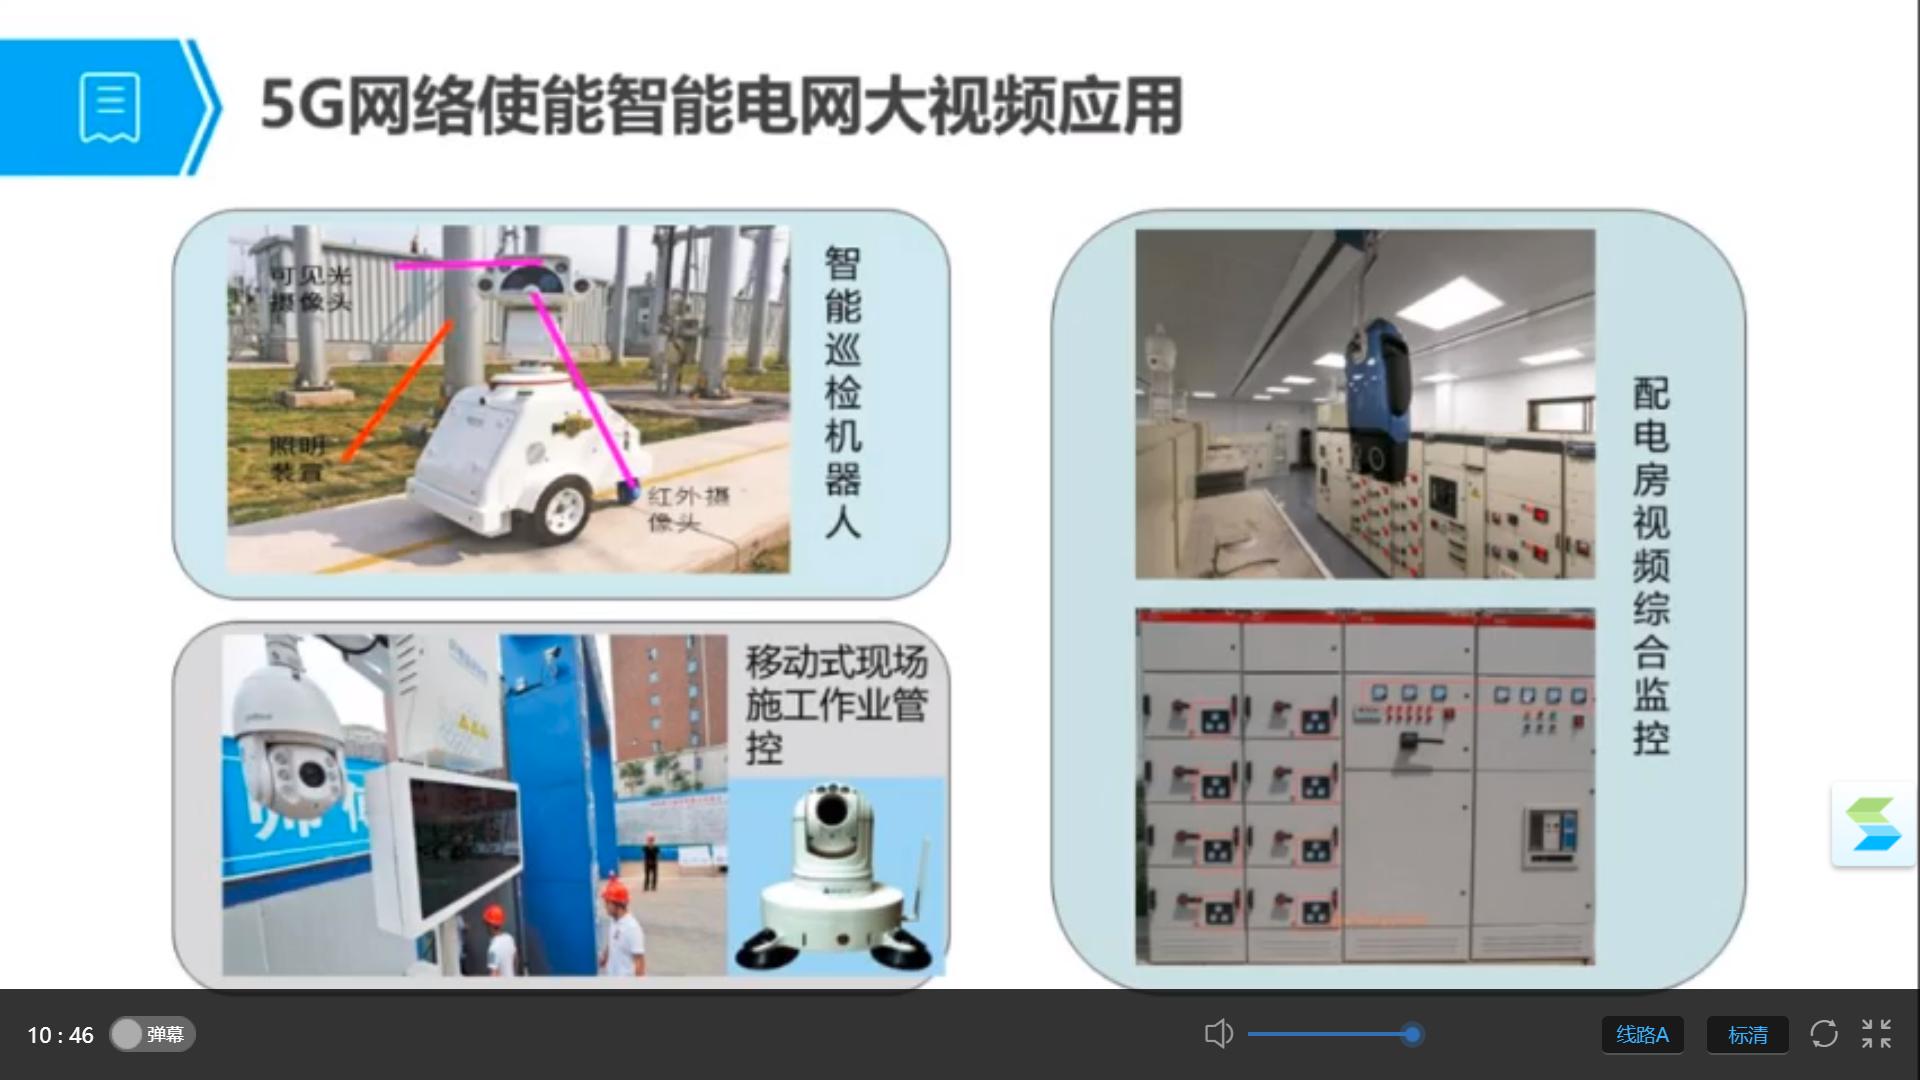 5G网络使能智能电网大视频应用
可见光
摄像头
照明
装置
红外摄
像头
智能巡检机器人
移动式现场
施工作业管
控
配电房视频综合监控
10 : 46
弹幕
线路A
标清